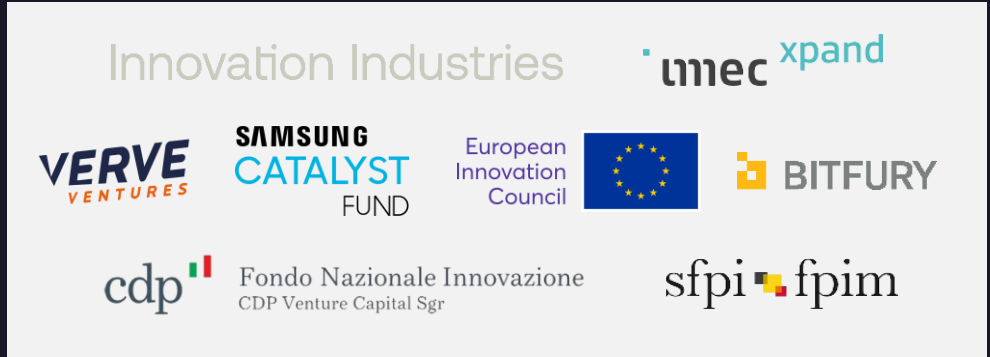 Innovation Industries
imec xpand
VERVE
VENTURES
SAMSUNG
CATALYST
FUND
European
Innovation
Council
BITFURY
cdp
Fondo Nazionale Innovazione
CDP Venture Capital Sgr
sfpi fpim